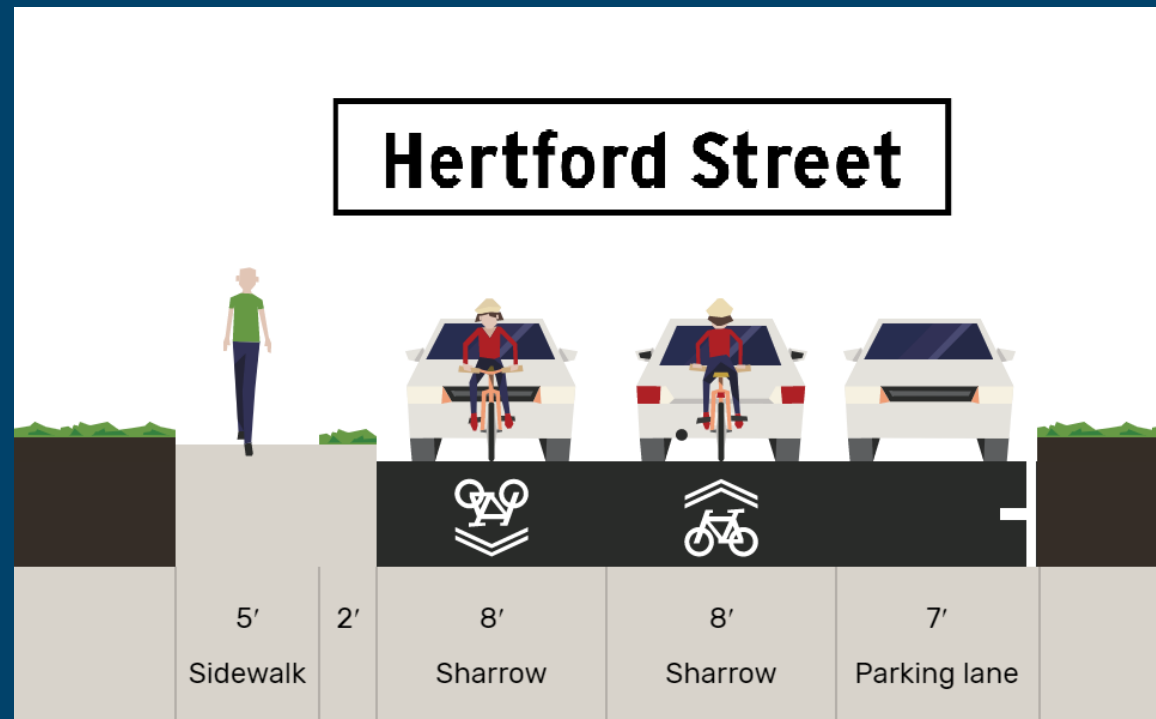 Hertford Street
5′ 2′ 8′ 8′ 7′
Sidewalk Sharrow Sharrow Parking lane